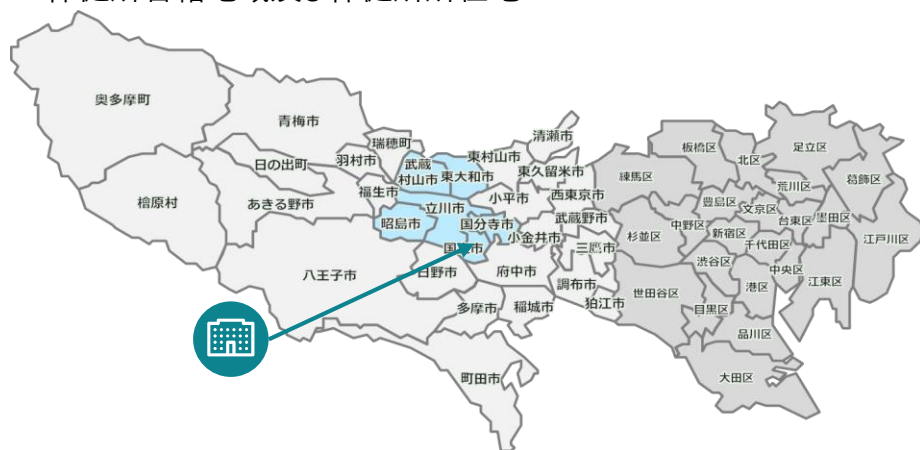 奥多摩町
青梅市
瑞穂町
羽村市
日の出町
檜原村
あきる野市
福生市
武蔵
村山市
東大和市
東村山市
清瀬市
東久留米市
小平市
西東京市
立川市
昭島市
国分寺市
小金井市
武蔵野市
三鷹市
八王子市
日野市
府中市
調布市
狛江市
多摩市
稲城市
町田市
板橋区
北区
足立区
練馬区
荒川区
葛飾区
豊島区
文京区
台東区
墨田区
中野区
杉並区
新宿区
千代田区
江戸川区
渋谷区
中央区
江東区
港区
世田谷区
目黒区
品川区
大田区